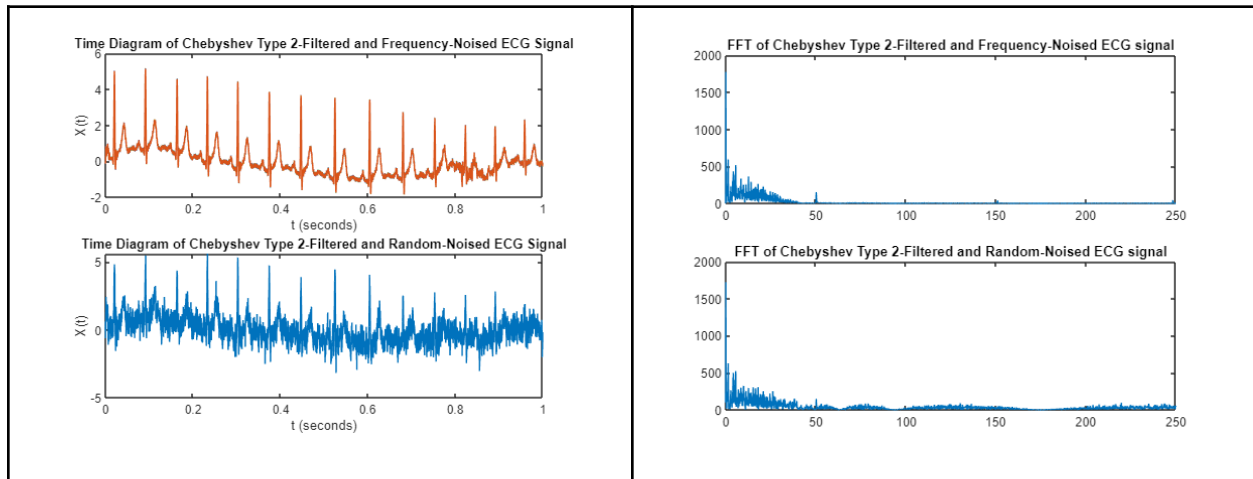 Time Diagram of Chebyshev Type 2-Filtered and Frequency-Noised ECG Signal
6
4
2
0
-2
X (t)
0 0.2 0.4 0.6 0.8 1
t (seconds)
Time Diagram of Chebyshev Type 2-Filtered and Random-Noised ECG Signal
5
0
-5
X (t)
0 0.2 0.4 0.6 0.8 1
t (seconds)
FFT of Chebyshev Type 2-Filtered and Frequency-Noised ECG signal
2000
1500
1000
500
0
0 50 100 150 200 250
FFT of Chebyshev Type 2-Filtered and Random-Noised ECG signal
2000
1500
1000
500
0
0 50 100 150 200 250